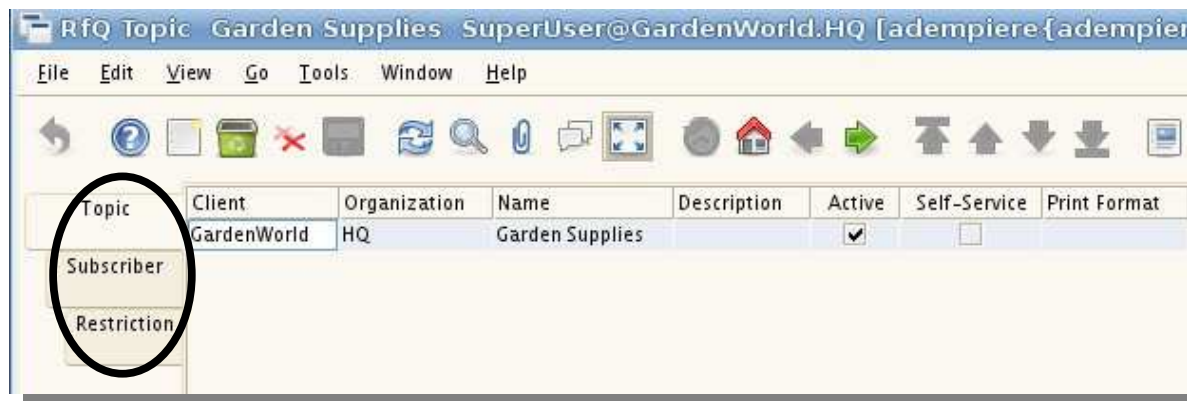 RfQ Topic Garden Supplies SuperUser@GardenWorld.HQ [adempiere{adempier
File Edit View Go Tools Window Help
Topic
Subscriber
Restriction
Client Organization Name Description Active Self-Service Print Format
GardenWorld HQ Garden Supplies